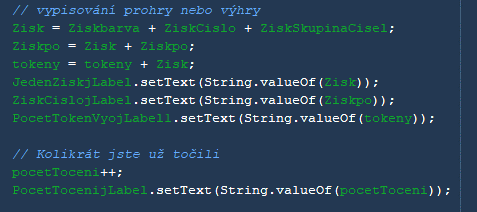 // vypisování prohry nebo výhry
Zisk = Ziskbarva + ZiskCislo + ZiskSkupinaCisel;
Ziskpo = Zisk + Ziskpo;
tokeny = tokeny + Zisk;
JedenZiskjLabel.setText(String.valueOf(Zisk));
ZiskCislojLabel.setText(String.valueOf(Ziskpo));
PocetTokenVyojLabel1.setText(String.valueOf(tokeny));
// Kolikrát jste už točili
pocetToceni++;
PocetTocenijLabel.setText(String.valueOf(pocetToceni));